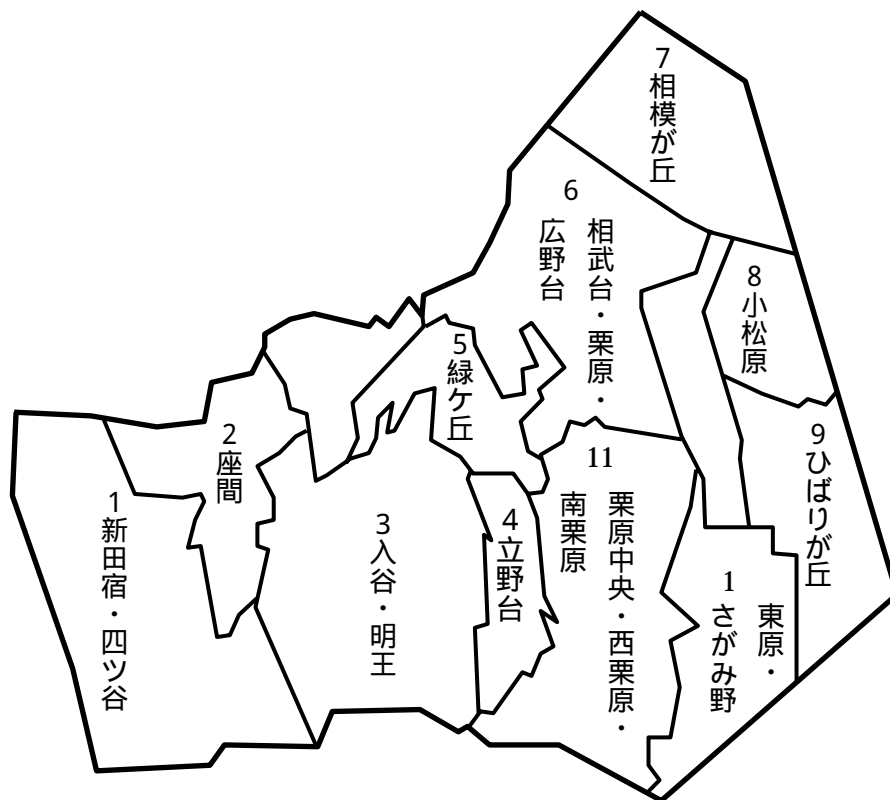 1
新田宿・四ツ谷
2
座間
3
入谷・明王
4
立野台
5
緑ケ丘
6
相武台・栗原・
広野台
7
相模が丘
8
小松原
9
ひばりが丘
1
東原・
さがみ野
11
栗原中央・西栗原・
南栗原